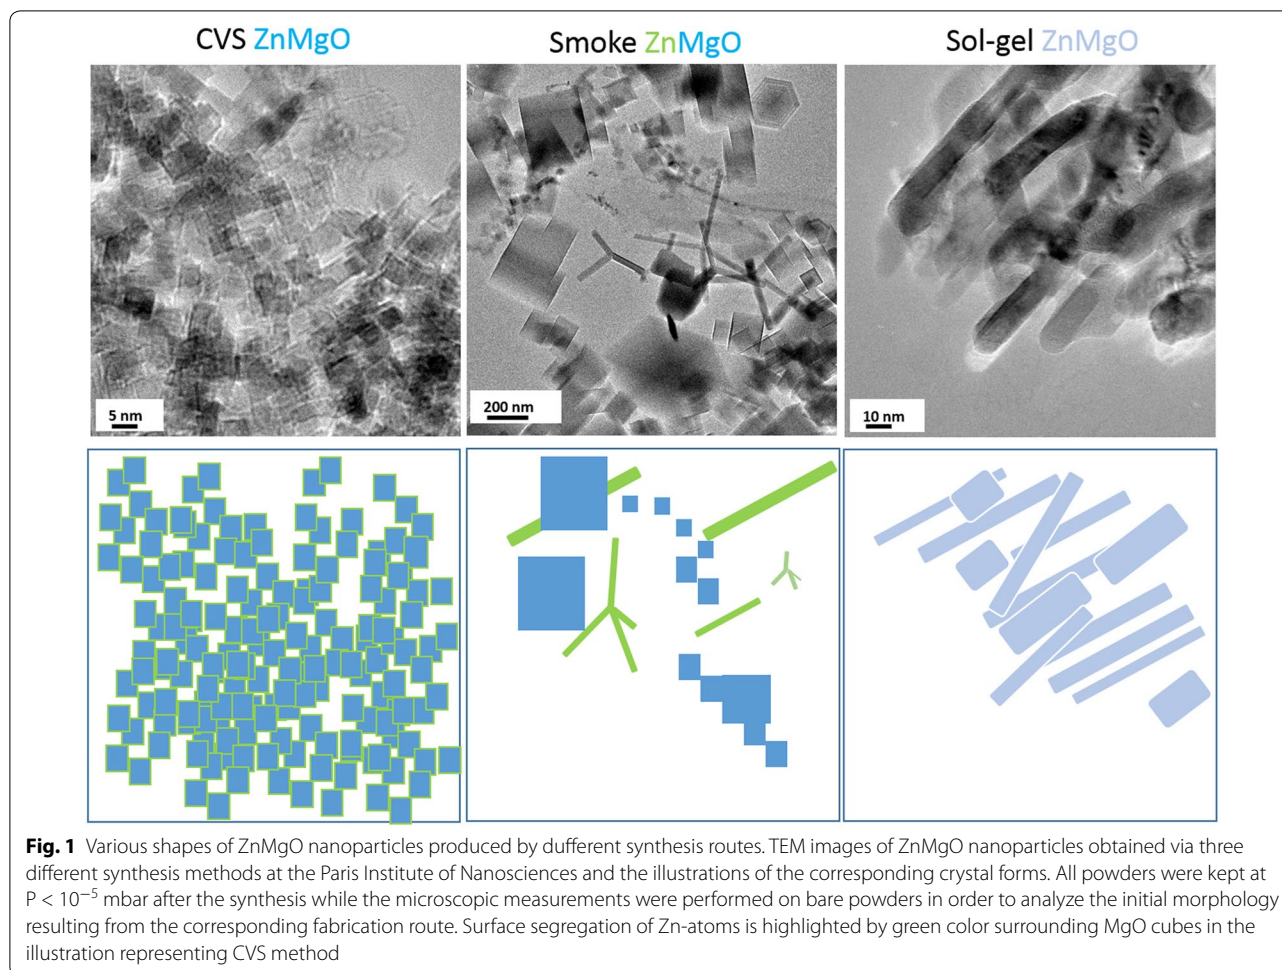 CVS ZnMgO
Smoke ZnMgO
Sol-gel ZnMgO
5 nm
200 nm
10 nm
Fig. 1 Various shapes of ZnMgO nanoparticles produced by dufferent synthesis routes. TEM images of ZnMgO nanoparticles obtained via three
different synthesis methods at the Paris Institute of Nanosciences and the illustrations of the corresponding crystal forms. All powders were kept at
P < 10⁻⁵ mbar after the synthesis while the microscopic measurements were performed on bare powders in order to analyze the initial morphology
resulting from the corresponding fabrication route. Surface segregation of Zn-atoms is highlighted by green color surrounding MgO cubes in the
illustration representing CVS method